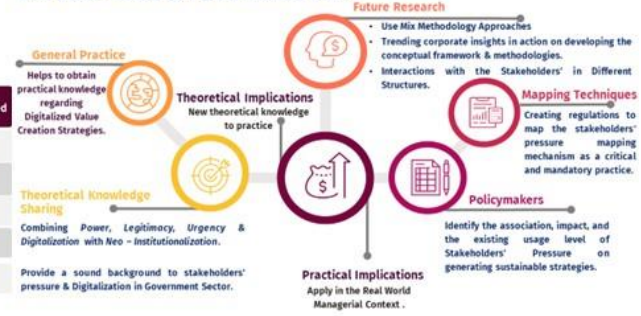 Future Research
• Use Mix Methodology Approaches
• Trending corporate insights in action on developing the
conceptual framework & methodologies.
• Interactions with the Stakeholders' in Different
Structures.
General Practice
Helps to obtain
practical knowledge
regarding
Digitalized Value
Creation Strategies.
d
Theoretical Implications
New theoretical knowledge
to practice
$
Mapping Techniques
Creating regulations to
map the stakeholders'
pressure mapping
mechanism as a critical
and mandatory practice.
Theoretical Knowledge
Sharing
Combining Power, Legitimacy, Urgency &
Digitalization with Neo – Institutionalization.
Provide a sound background to stakeholders'
pressure & Digitalization in Government Sector.
$
Policymakers
Identify the association, impact, and
the existing usage level of
Stakeholders' Pressure on
generating sustainable strategies.
Practical Implications
Apply in the Real World
Managerial Context .